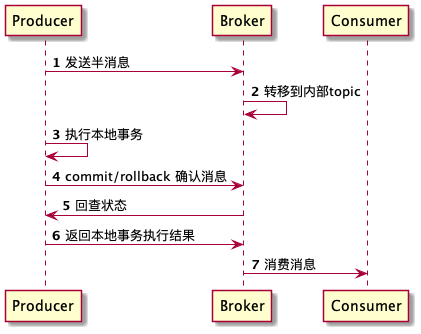 Producer Broker Consumer
1 发送半消息
2 转移到内部topic
3 执行本地事务
4 commit/rollback 确认消息
5 回查状态
6 返回本地事务执行结果
7 消费消息
Producer Broker Consumer